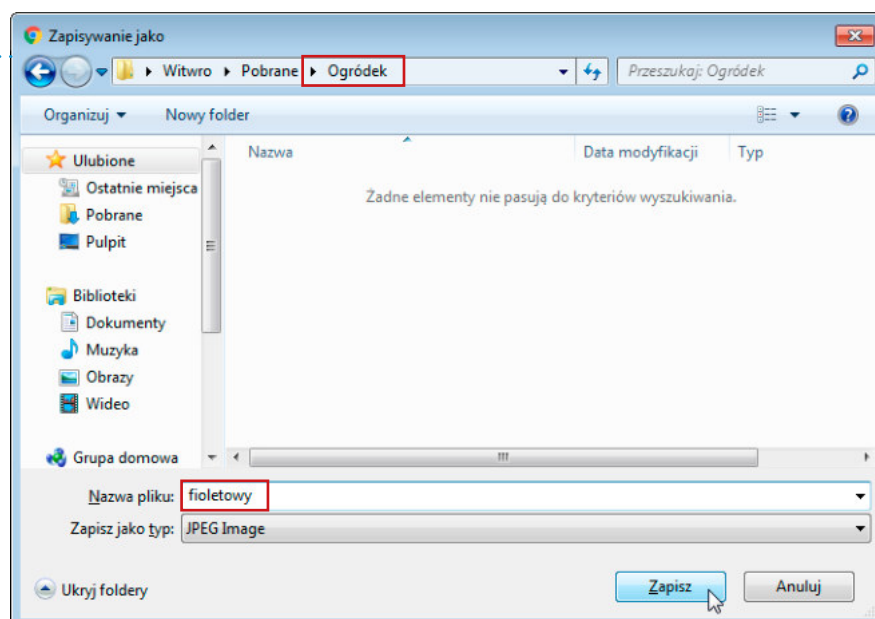 Zapisywanie jako
Witwro Pobrane Ogródek Przeszukaj: Ogródek
Organizuj Nowy folder
Ulubione
Ostatnie miejsca
Pobrane
Pulpit
Biblioteki
Dokumenty
Muzyka
Obrazy
Wideo
Grupa domowa
Nazwa Data modyfikacji Typ
Żadne elementy nie pasują do kryteriów wyszukiwania.
Nazwa pliku: fioletowy
Zapisz jako typ: JPEG Image
Ukryj foldery Zapisz Anuluj